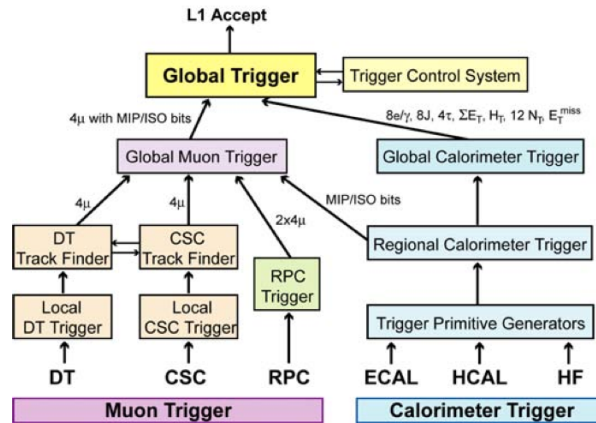 L1 Accept
Global Trigger
Trigger Control System
4μ with MIP/ISO bits
8e/γ, 8J, 4τ, ΣE_T, H_T, 12 N_T, E_T^miss
Global Muon Trigger
Global Calorimeter Trigger
4μ
4μ
2x4μ
MIP/ISO bits
DT
Track Finder
CSC
Track Finder
Regional Calorimeter Trigger
RPC
Trigger
Local
DT Trigger
Local
CSC Trigger
Trigger Primitive Generators
DT
CSC
RPC
ECAL
HCAL
HF
Muon Trigger
Calorimeter Trigger